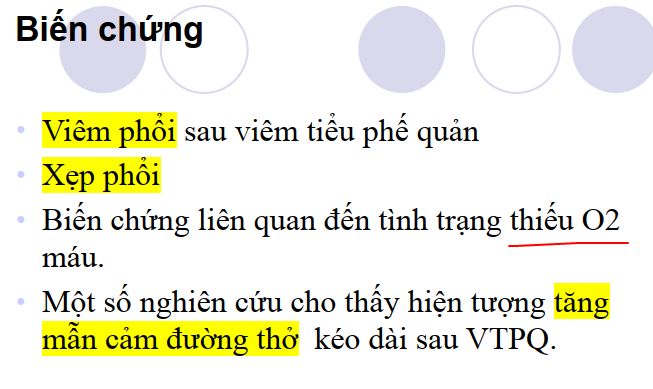 Biến chứng
Viêm phổi sau viêm tiểu phế quản
Xẹp phổi
Biến chứng liên quan đến tình trạng thiếu O2
máu.
Một số nghiên cứu cho thấy hiện tượng tăng
mẫn cảm đường thở kéo dài sau VTPQ.